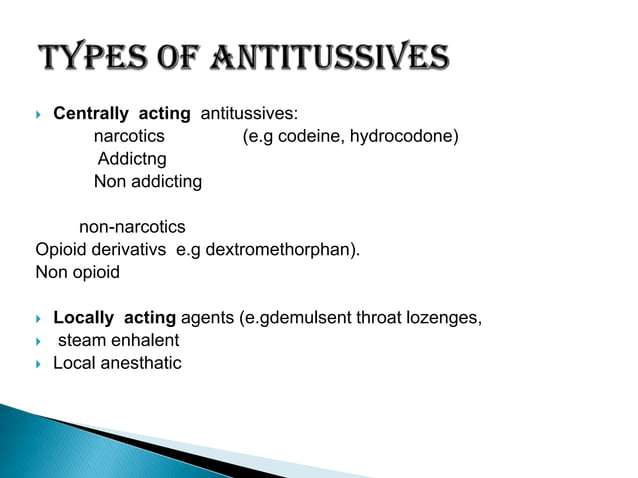 TYPES OF ANTITUSSIVES
Centrally acting antitussives:
narcotics (e.g codeine, hydrocodone)
Addictng
Non addicting
non-narcotics
Opioid derivativs e.g dextromethorphan).
Non opioid
Locally acting agents (e.gdemulsent throat lozenges,
steam enhalent
Local anesthatic